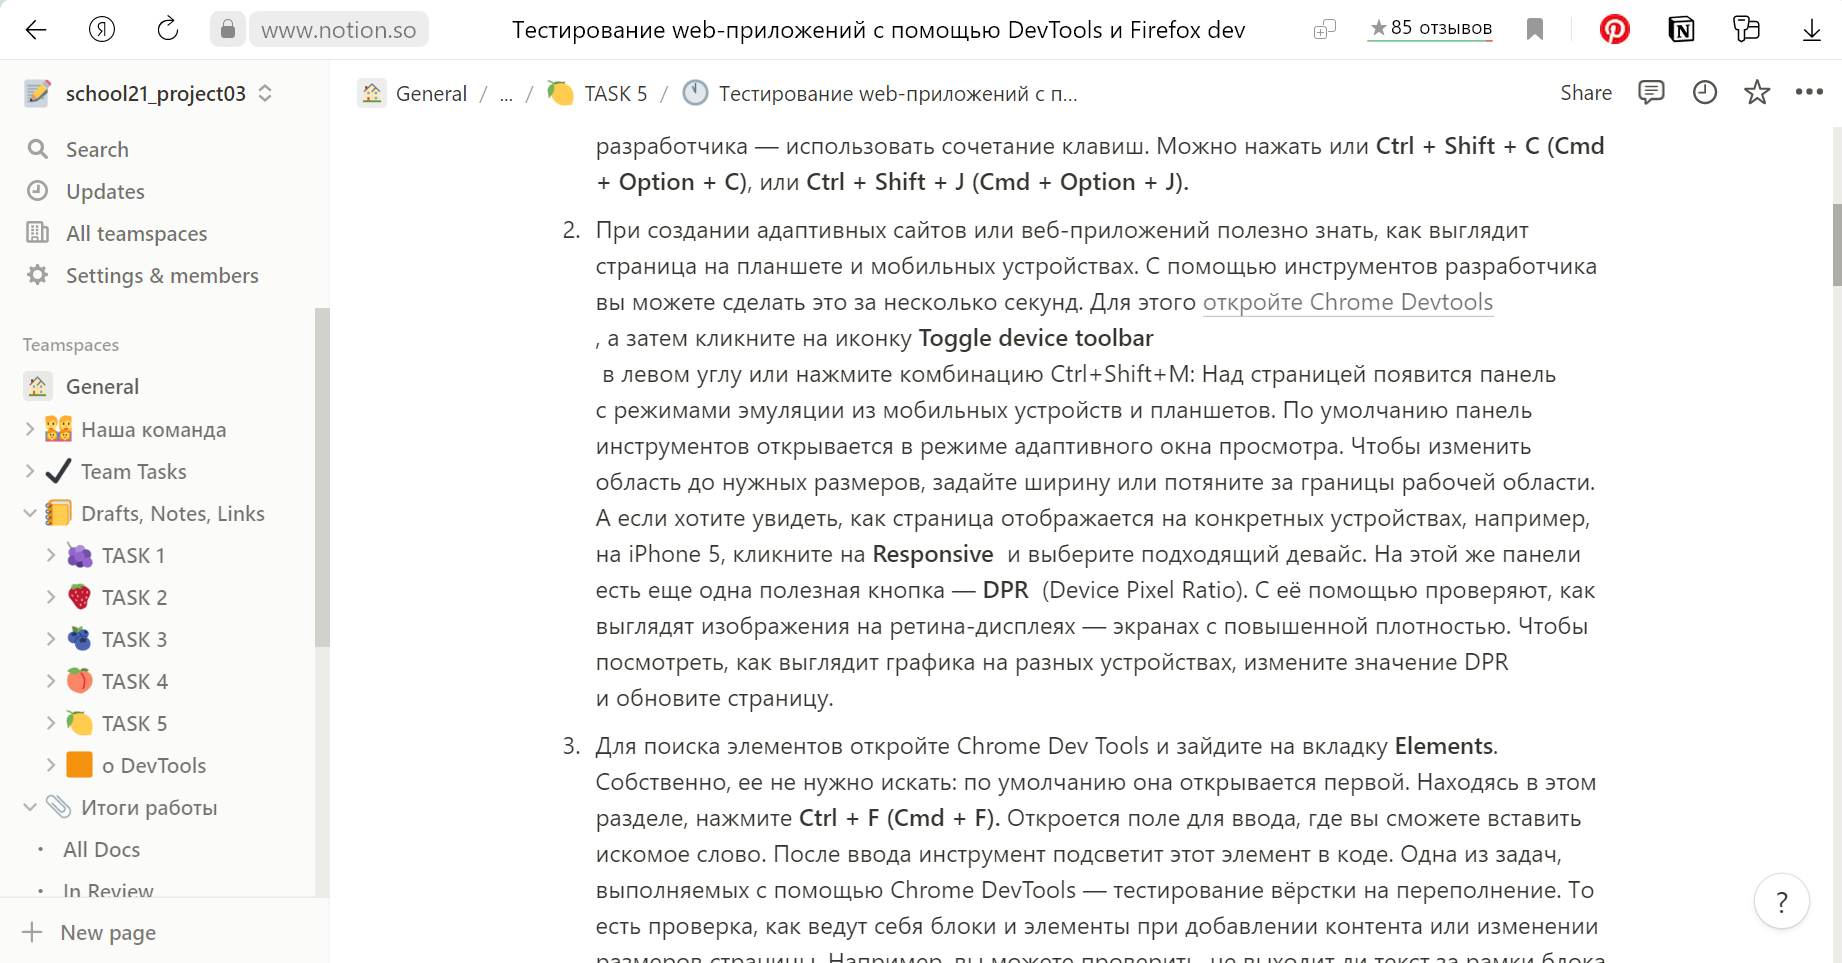 www.notion.so
Тестирование web-приложений с помощью DevTools и Firefox dev
★ 85 отзывов
school21_project03
General / ... / TASK 5 / Тестирование web-приложений с п...
Share
Search
Updates
All teamspaces
Settings & members
Teamspaces
General
Наша команда
Team Tasks
Drafts, Notes, Links
TASK 1
TASK 2
TASK 3
TASK 4
TASK 5
о DevTools
Итоги работы
All Docs
In Review
New page
разработчика — использовать сочетание клавиш. Можно нажать или Ctrl + Shift + C (Cmd
+ Option + C), или Ctrl + Shift + J (Cmd + Option + J).
2. При создании адаптивных сайтов или веб-приложений полезно знать, как выглядит
страница на планшете и мобильных устройствах. С помощью инструментов разработчика
вы можете сделать это за несколько секунд. Для этого откройте Chrome Devtools
, а затем кликните на иконку Toggle device toolbar
в левом углу или нажмите комбинацию Ctrl+Shift+M: Над страницей появится панель
с режимами эмуляции из мобильных устройств и планшетов. По умолчанию панель
инструментов открывается в режиме адаптивного окна просмотра. Чтобы изменить
область до нужных размеров, задайте ширину или потяните за границы рабочей области.
А если хотите увидеть, как страница отображается на конкретных устройствах, например,
на iPhone 5, кликните на Responsive и выберите подходящий девайс. На этой же панели
есть еще одна полезная кнопка — DPR (Device Pixel Ratio). С её помощью проверяют, как
выглядят изображения на ретина-дисплеях — экранах с повышенной плотностью. Чтобы
посмотреть, как выглядит графика на разных устройствах, измените значение DPR
и обновите страницу.
3. Для поиска элементов откройте Chrome Dev Tools и зайдите на вкладку Elements.
Собственно, ее не нужно искать: по умолчанию она открывается первой. Находясь в этом
разделе, нажмите Ctrl + F (Cmd + F). Откроется поле для ввода, где вы сможете вставить
искомое слово. После ввода инструмент подсветит этот элемент в коде. Одна из задач,
выполняемых с помощью Chrome DevTools — тестирование вёрстки на переполнение. То
есть проверка, как ведут себя блоки и элементы при добавлении контента или изменении
размеров страницы. Например, вы можете проверить, не выходит ли текст за рамки блока
?